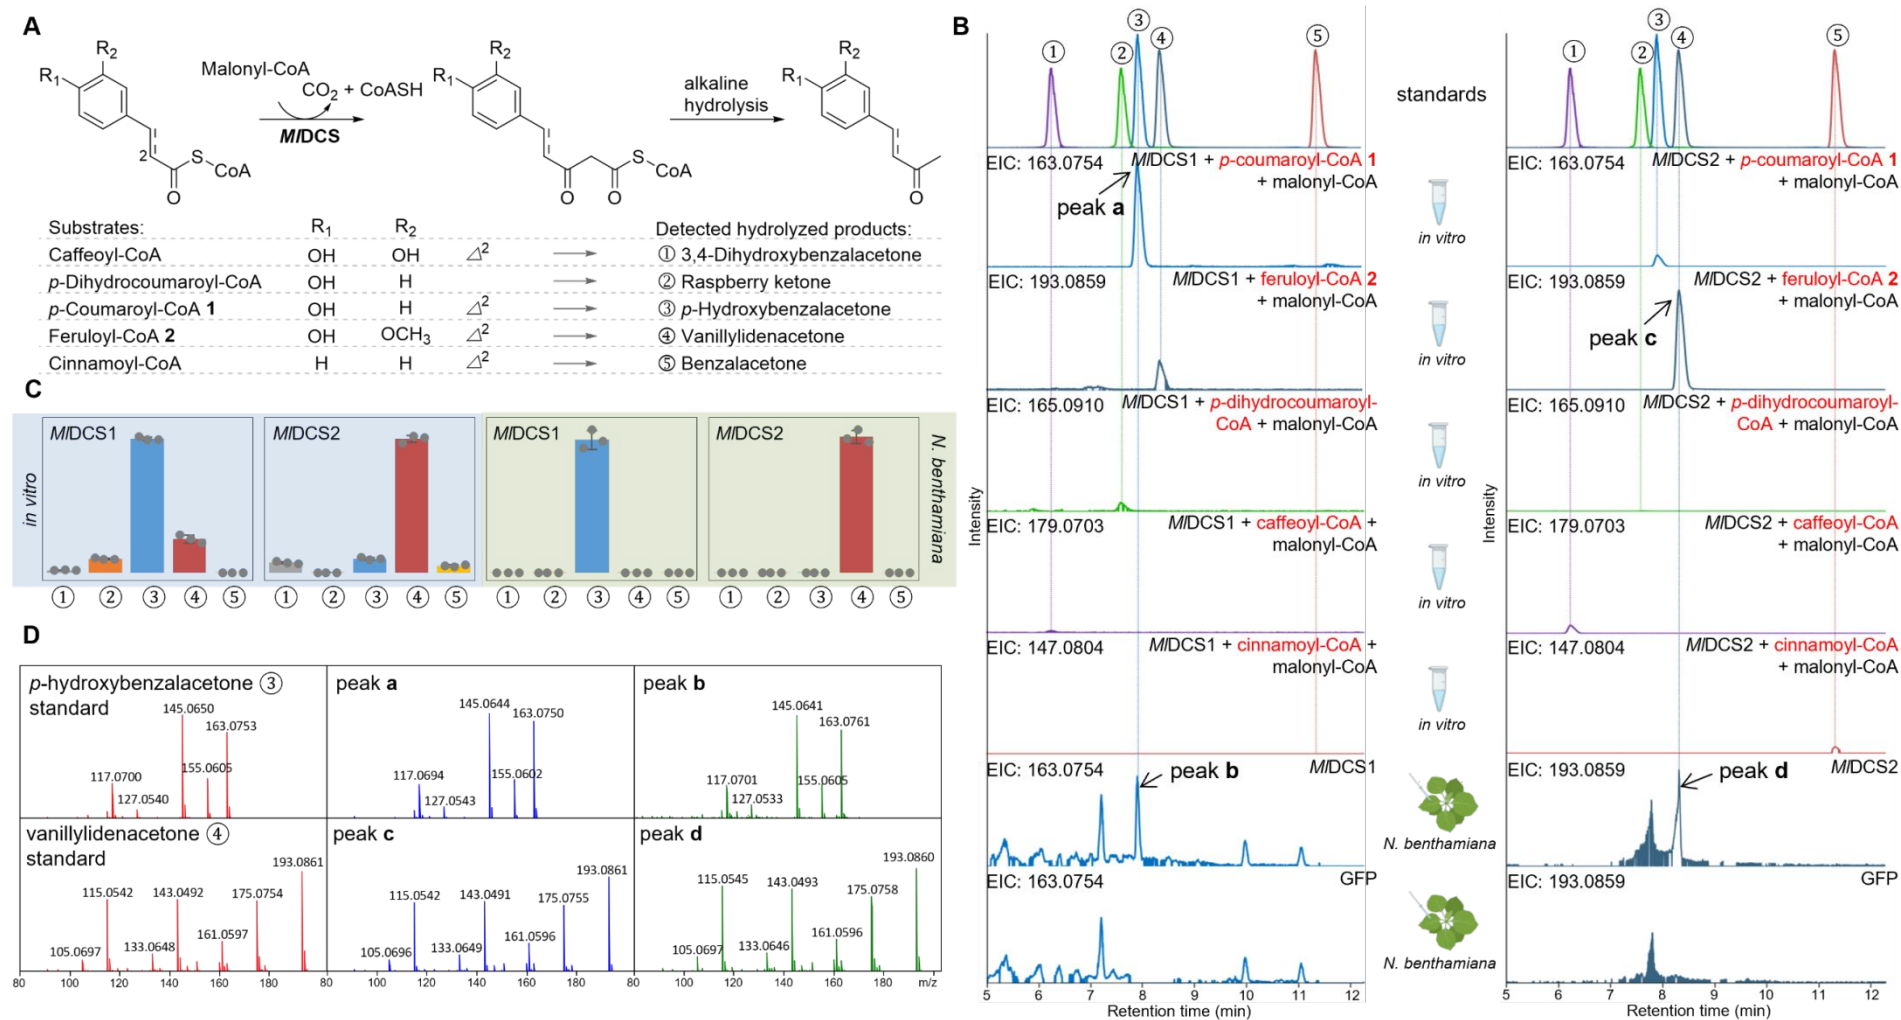 A
R2
R1
Malonyl-CoA
CO2 + CoASH
MlDCS
2
S
CoA
O
R2
R1
S
CoA
O
O
alkaline
hydrolysis
R2
R1
O
Substrates: R1 R2 Detected hydrolyzed products:
Caffeoyl-CoA OH OH △2 ① 3,4-Dihydroxybenzalacetone
p-Dihydrocoumaroyl-CoA OH H ② Raspberry ketone
p-Coumaroyl-CoA 1 OH H △2 ③ p-Hydroxybenzalacetone
Feruloyl-CoA 2 OH OCH3 △2 ④ Vanillylidenacetone
Cinnamoyl-CoA H H △2 ⑤ Benzalacetone
B
① ② ③ ④ ⑤
standards
① ② ③ ④ ⑤
EIC: 163.0754 MlDCS1 + p-coumaroyl-CoA 1
+ malonyl-CoA
peak a
in vitro
EIC: 163.0754 MlDCS2 + p-coumaroyl-CoA 1
+ malonyl-CoA
EIC: 193.0859 MlDCS1 + feruloyl-CoA 2
+ malonyl-CoA
in vitro
EIC: 193.0859 MlDCS2 + feruloyl-CoA 2
+ malonyl-CoA
peak c
EIC: 165.0910 MlDCS1 + p-dihydrocoumaroyl-
CoA + malonyl-CoA
in vitro
EIC: 165.0910 MlDCS2 + p-dihydrocoumaroyl-
CoA + malonyl-CoA
EIC: 179.0703 MlDCS1 + caffeoyl-CoA +
malonyl-CoA
in vitro
EIC: 179.0703 MlDCS2 + caffeoyl-CoA
+ malonyl-CoA
EIC: 147.0804 MlDCS1 + cinnamoyl-CoA +
malonyl-CoA
in vitro
EIC: 147.0804 MlDCS2 + cinnamoyl-CoA
+ malonyl-CoA
EIC: 163.0754 peak b MlDCS1
N. benthamiana
EIC: 193.0859 peak d MlDCS2
EIC: 163.0754 GFP
N. benthamiana
EIC: 193.0859 GFP
Intensity
Intensity
5 6 7 8 9 10 11 12
Retention time (min)
5 6 7 8 9 10 11 12
Retention time (min)
C
in vitro
MlDCS1
MlDCS2
MlDCS1
MlDCS2
N. benthamiana
① ② ③ ④ ⑤
① ② ③ ④ ⑤
① ② ③ ④ ⑤
① ② ③ ④ ⑤
D
p-hydroxybenzalacetone ③
standard
145.0650
163.0753
155.0605
117.0700
127.0540
peak a
145.0644
163.0750
155.0602
117.0694
127.0543
peak b
145.0641
163.0761
155.0605
117.0701
127.0533
vanillylidenacetone ④
standard
193.0861
115.0542
143.0492
175.0754
161.0597
133.0648
105.0697
peak c
193.0861
115.0542
143.0491
175.0755
161.0596
133.0649
105.0696
peak d
193.0860
115.0545
143.0493
175.0758
161.0596
133.0646
105.0697
80 100 120 140 160 180
100 120 140 160 180
100 120 140 160 180 m/z